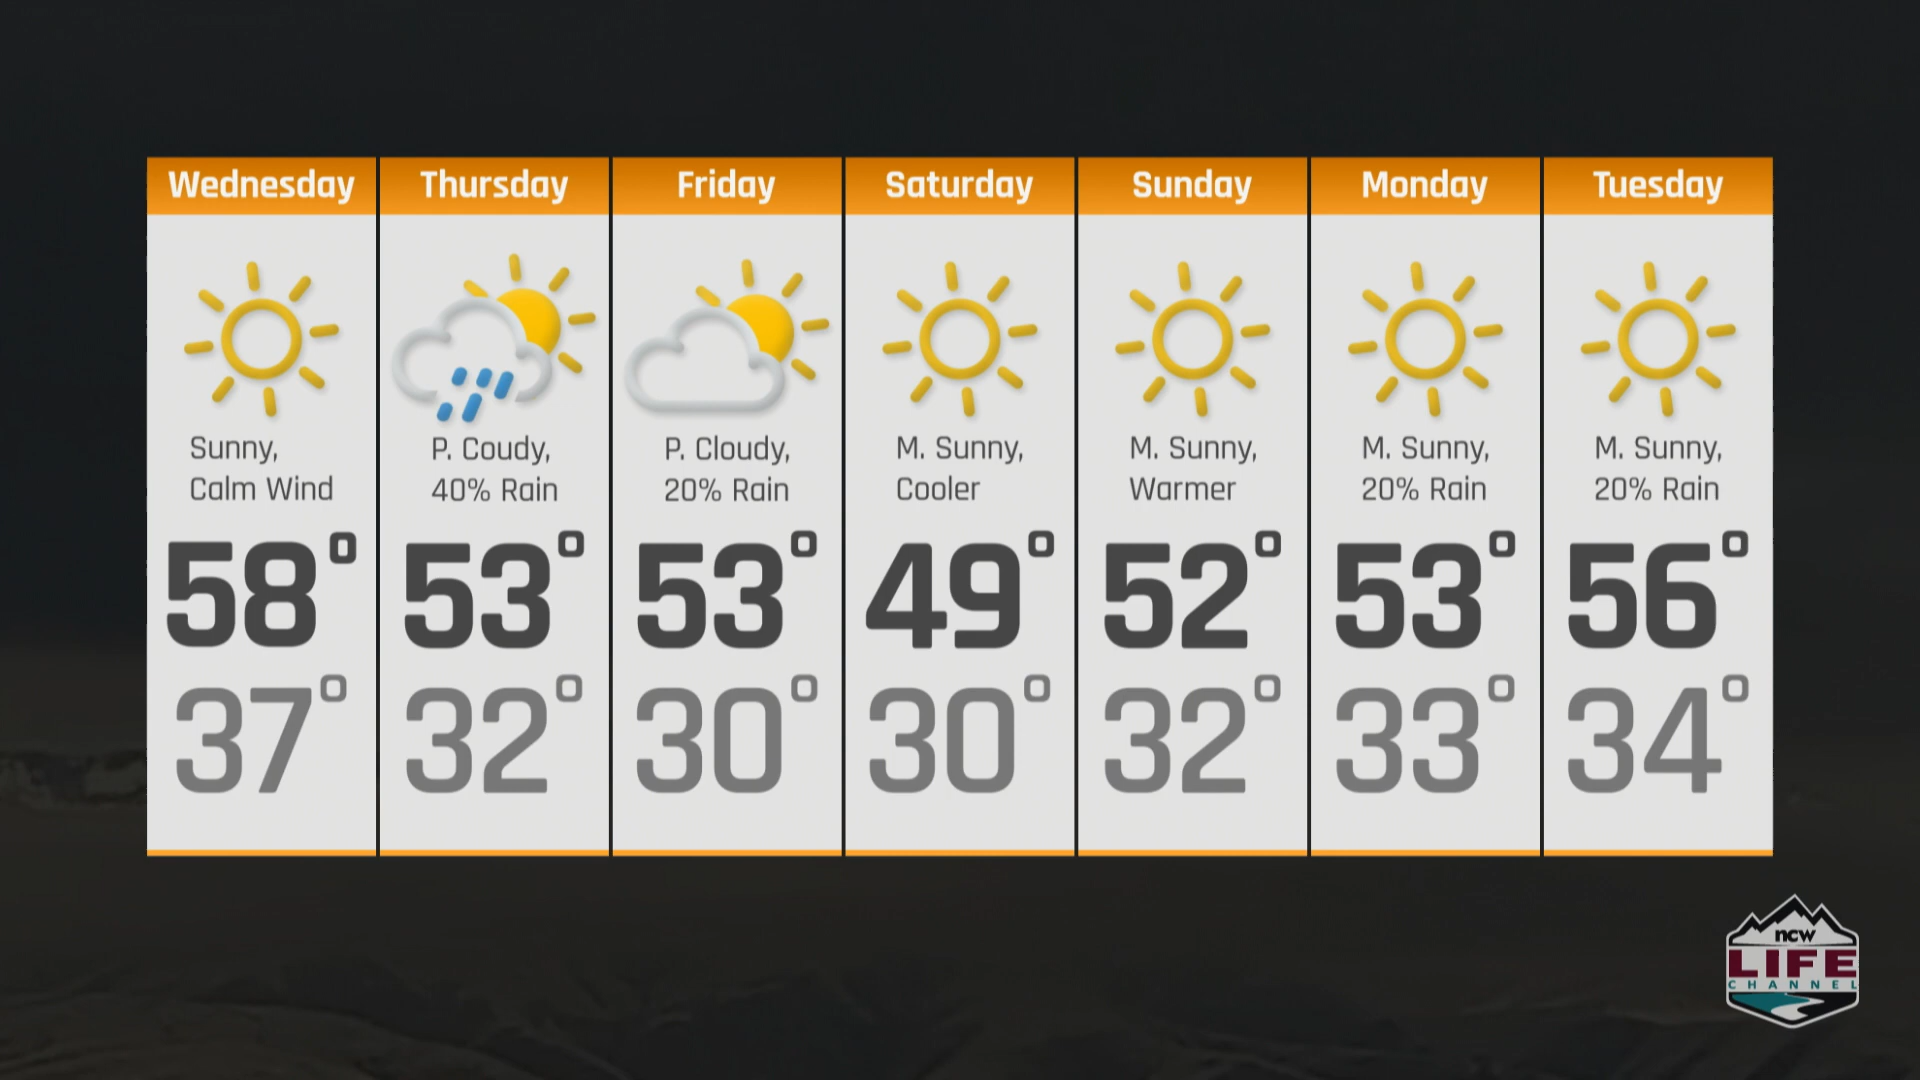 Wednesday
Sunny,
Calm Wind
58°
37°
Thursday
P. Coudy,
40% Rain
53°
32°
Friday
P. Cloudy,
20% Rain
53°
30°
Saturday
M. Sunny,
Cooler
49°
30°
Sunday
M. Sunny,
Warmer
52°
32°
Monday
M. Sunny,
20% Rain
53°
33°
Tuesday
M. Sunny,
20% Rain
56°
34°
ncw
LIFE
CHANNEL